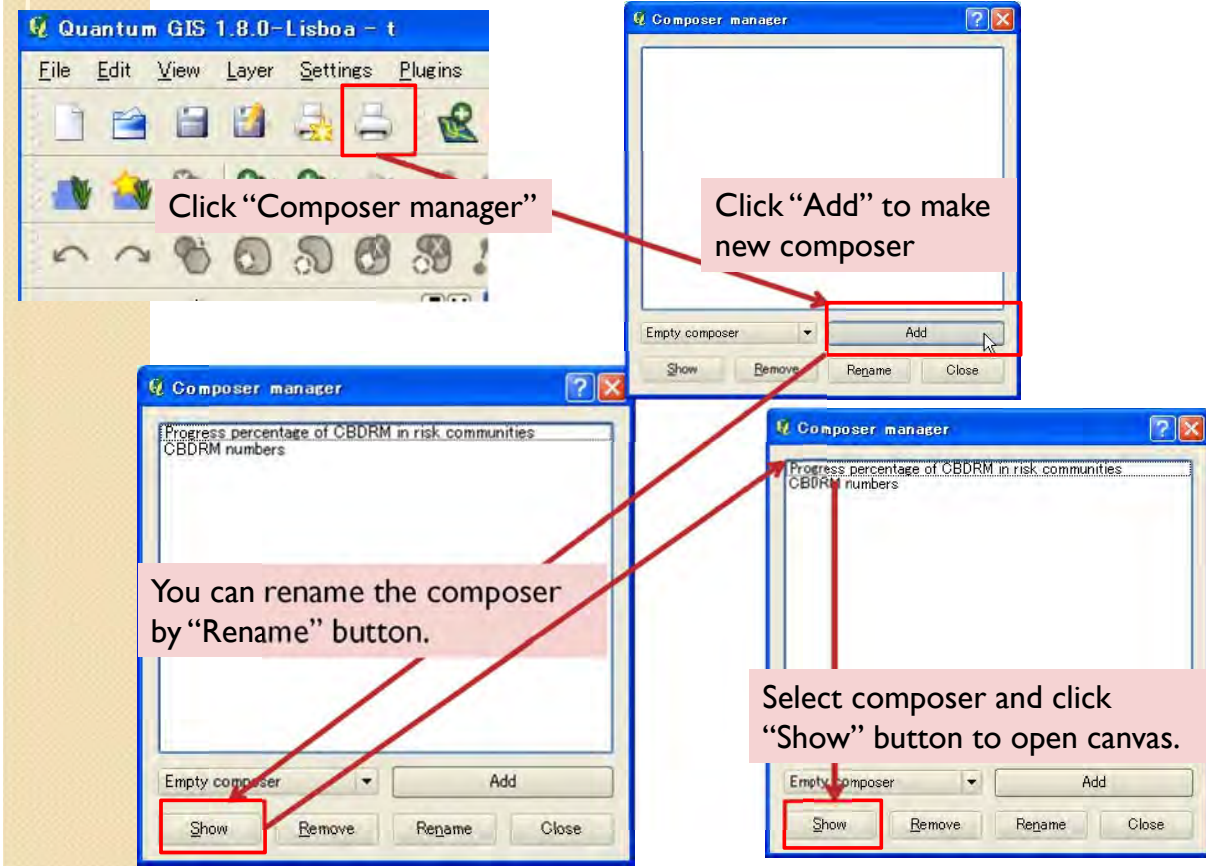 Quantum GIS 1.8.0-Lisboa - t
File Edit View Layer Settings Plugins
Click “Composer manager”
Composer manager
Click “Add” to make
new composer
Empty composer Add
Show Remove Rename Close
Composer manager
Progress percentage of CBDRM in risk communities
CBDRM numbers
You can rename the composer
by “Rename” button.
Empty composer Add
Show Remove Rename Close
Composer manager
Progress percentage of CBDRM in risk communities
CBDRM numbers
Select composer and click
“Show” button to open canvas.
Empty composer Add
Show Remove Rename Close